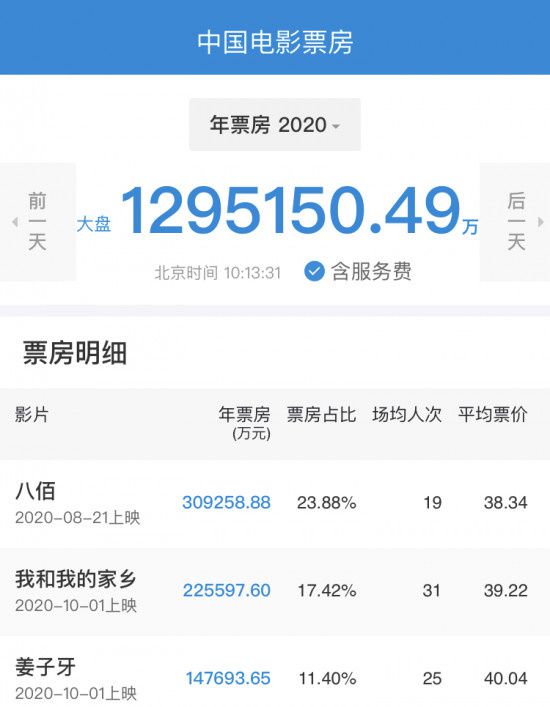 中国电影票房
年票房 2020
前一天
大盘 1295150.49 万
后一天
北京时间 10:13:31 含服务费
票房明细
影片 年票房 票房占比 场均人次 平均票价
(万元)
八佰
309258.88 23.88% 19 38.34
2020-08-21上映
我和我的家乡
225597.60 17.42% 31 39.22
2020-10-01上映
姜子牙
147693.65 11.40% 25 40.04
2020-10-01上映